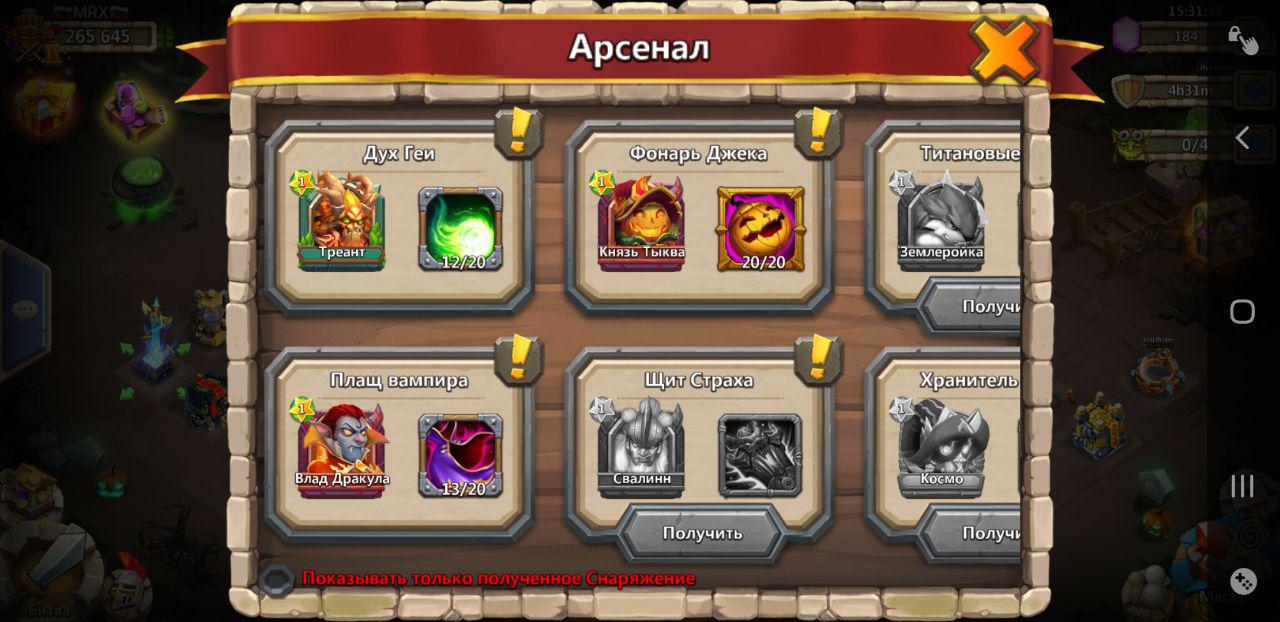 MRX
265 645
Арсенал
15:31:38
184
4h31m
0/4
Дух Геи
1
Треант
12/20
Фонарь Джека
1
Князь Тыква
20/20
Титановые
1
Землеройка
Получи
Плащ вампира
1
Влад Дракула
13/20
Щит Страха
1
Свалинн
Получить
Хранитель
1
Космо
Получи
Показывать только полученное Снаряжение
Битва
Мага